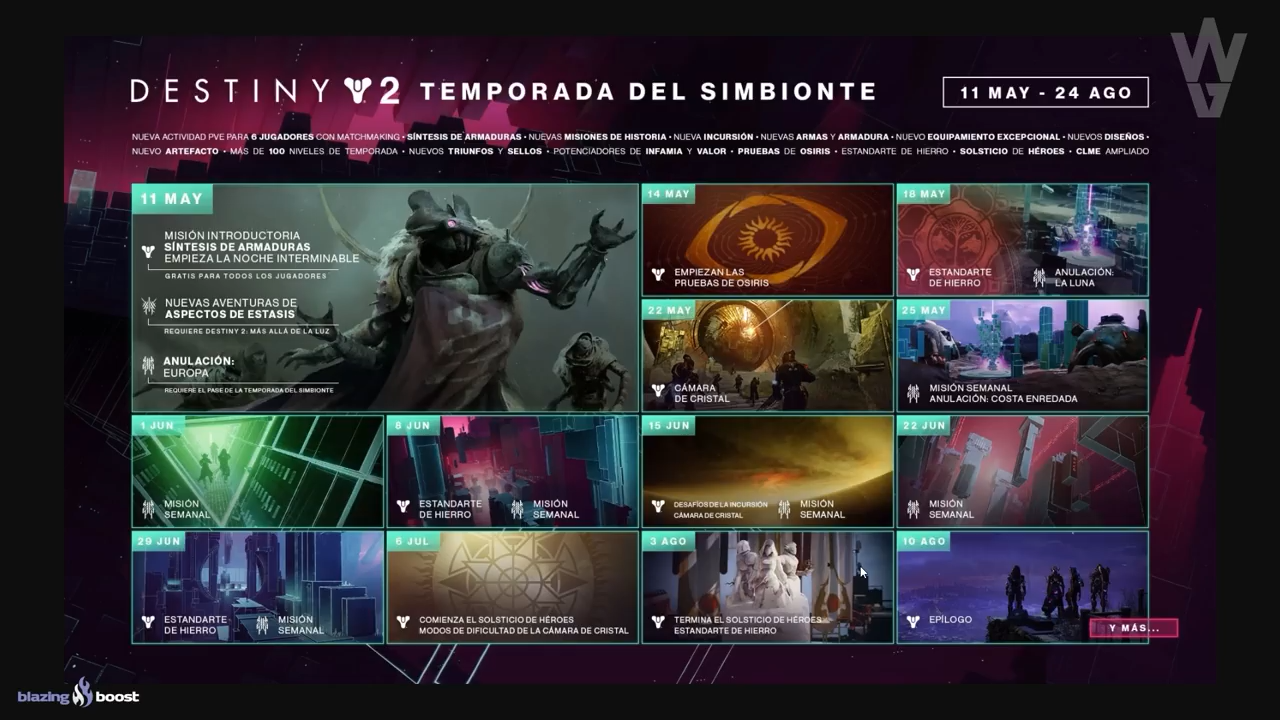 DESTINY 2 TEMPORADA DEL SIMBIONTE
11 MAY - 24 AGO
NUEVA ACTIVIDAD PVE PARA 6 JUGADORES CON MATCHMAKING • SÍNTESIS DE ARMADURAS • NUEVAS MISIONES DE HISTORIA • NUEVA INCURSIÓN • NUEVAS ARMAS Y ARMADURA • NUEVO EQUIPAMIENTO EXCEPCIONAL • NUEVOS DISEÑOS •
NUEVO ARTEFACTO • MÁS DE 100 NIVELES DE TEMPORADA • NUEVOS TRIUNFOS Y SELLOS • POTENCIADORES DE INFAMIA Y VALOR • PRUEBAS DE OSIRIS • ESTANDARTE DE HIERRO • SOLSTICIO DE HÉROES • CLME AMPLIADO
11 MAY
MISIÓN INTRODUCTORIA
SÍNTESIS DE ARMADURAS
EMPIEZA LA NOCHE INTERMINABLE
GRATIS PARA TODOS LOS JUGADORES
NUEVAS AVENTURAS DE
ASPECTOS DE ESTASIS
REQUIERE DESTINY 2: MÁS ALLÁ DE LA LUZ
ANULACIÓN:
EUROPA
REQUIERE EL PASE DE LA TEMPORADA DEL SIMBIONTE
14 MAY
EMPIEZAN LAS
PRUEBAS DE OSIRIS
18 MAY
ESTANDARTE
DE HIERRO
ANULACIÓN:
LA LUNA
22 MAY
CÁMARA
DE CRISTAL
25 MAY
MISIÓN SEMANAL
ANULACIÓN: COSTA ENREDADA
1 JUN
MISIÓN
SEMANAL
8 JUN
ESTANDARTE
DE HIERRO
MISIÓN
SEMANAL
15 JUN
DESAFÍOS DE LA INCURSIÓN
CÁMARA DE CRISTAL
MISIÓN
SEMANAL
22 JUN
MISIÓN
SEMANAL
29 JUN
ESTANDARTE
DE HIERRO
MISIÓN
SEMANAL
6 JUL
COMIENZA EL SOLSTICIO DE HÉROES
MODOS DE DIFICULTAD DE LA CÁMARA DE CRISTAL
3 AGO
TERMINA EL SOLSTICIO DE HÉROES
ESTANDARTE DE HIERRO
10 AGO
EPÍLOGO
Y MÁS...
blazing boost